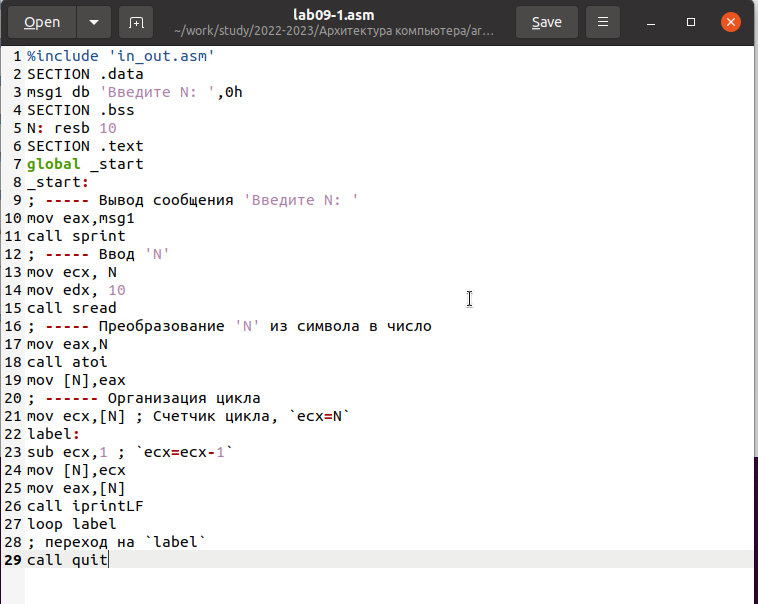 Open
lab09-1.asm
~/work/study/2022-2023/Архитектура компьютера/аг…
Save
1 %include 'in_out.asm'
2 SECTION .data
3 msg1 db 'Введите N: ',0h
4 SECTION .bss
5 N: resb 10
6 SECTION .text
7 global _start
8 _start:
9 ; ----- Вывод сообщения 'Введите N: '
10 mov eax,msg1
11 call sprint
12 ; ----- Ввод 'N'
13 mov ecx, N
14 mov edx, 10
15 call sread
16 ; ----- Преобразование 'N' из символа в число
17 mov eax,N
18 call atoi
19 mov [N],eax
20 ; ------ Организация цикла
21 mov ecx,[N] ; Счетчик цикла, `ecx=N`
22 label:
23 sub ecx,1 ; `ecx=ecx-1`
24 mov [N],ecx
25 mov eax,[N]
26 call iprintLF
27 loop label
28 ; переход на `label`
29 call quit